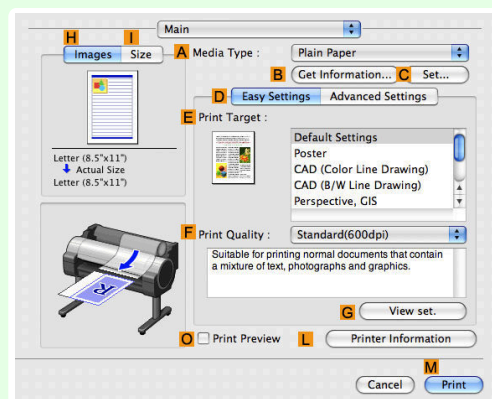 Main
H I
Images Size
A Media Type : Plain Paper
B Get Information... C Set...
D Easy Settings Advanced Settings
E Print Target :
Default Settings
Poster
CAD (Color Line Drawing)
CAD (B/W Line Drawing)
Perspective, GIS
Letter (8.5"x11")
Actual Size
Letter (8.5"x11")
F Print Quality : Standard(600dpi)
Suitable for printing normal documents that contain
a mixture of text, photographs and graphics.
R
G View set.
O Print Preview L Printer Information
M
Cancel Print